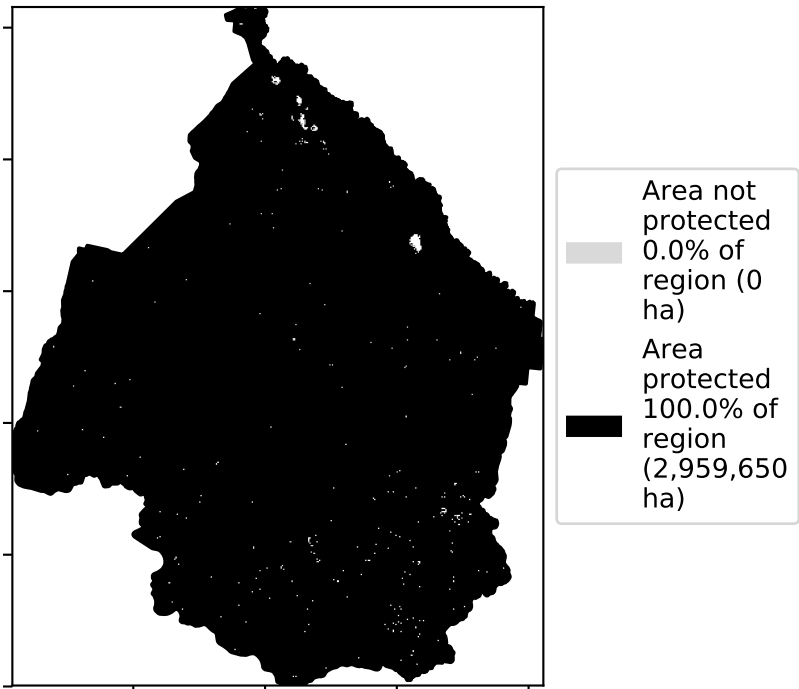 Area not
protected
0.0% of
region (0
ha)
Area
protected
100.0% of
region
(2,959,650
ha)